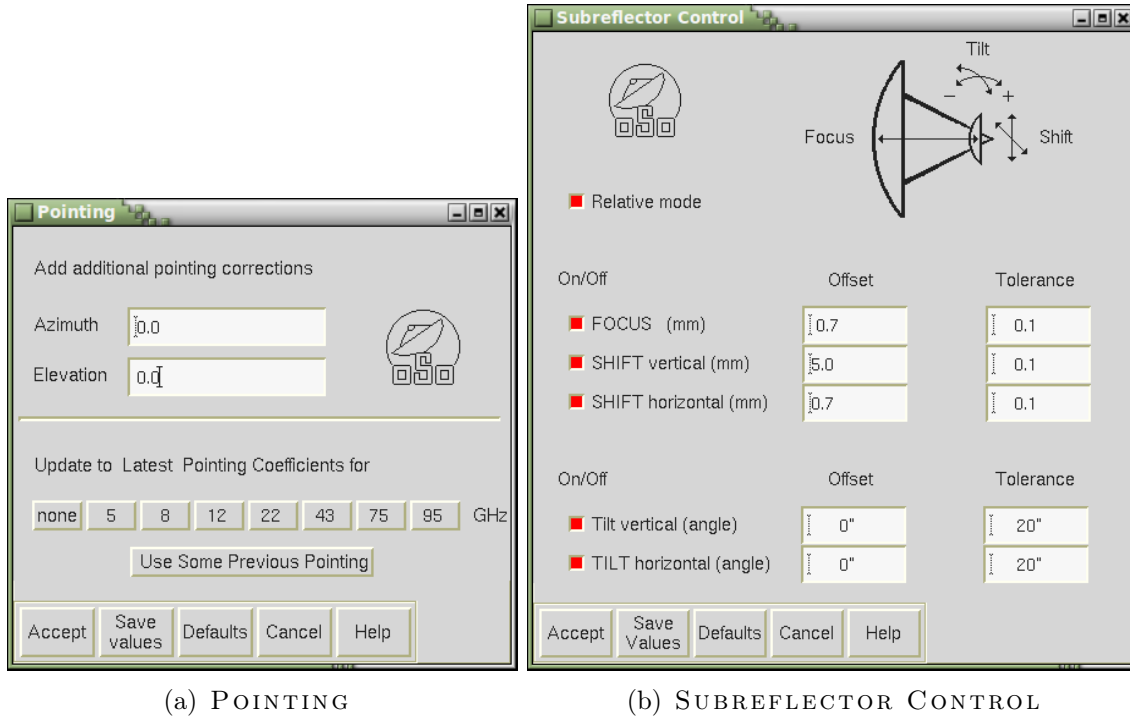 Pointing
Add additional pointing corrections
Azimuth 0.0
Elevation 0.0
OSO
Update to Latest Pointing Coefficients for
none 5 8 12 22 43 75 95 GHz
Use Some Previous Pointing
Accept Save values Defaults Cancel Help
(a) POINTING
Subreflector Control
OSO
Tilt
- +
Focus Shift
Relative mode
On/Off Offset Tolerance
FOCUS (mm) 0.7 0.1
SHIFT vertical (mm) 5.0 0.1
SHIFT horizontal (mm) 0.7 0.1
On/Off Offset Tolerance
Tilt vertical (angle) 0" 20"
TILT horizontal (angle) 0" 20"
Accept Save Values Defaults Cancel Help
(b) SUBREFLECTOR CONTROL